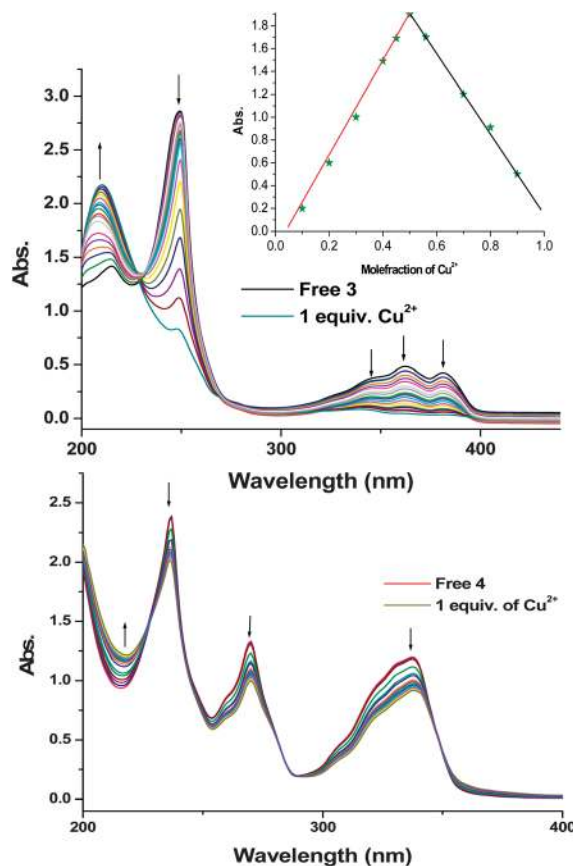 1.8
1.6
1.4
1.2
1.0
0.8
0.6
0.4
0.2
0.0
Abs.
0.0 0.2 0.4 0.6 0.8 1.0
Molefraction of Cu²⁺
3.0
2.5
2.0
1.5
1.0
0.5
0.0
Abs.
Free 3
1 equiv. Cu²⁺
200 300 400
Wavelength (nm)
2.5
2.0
1.5
1.0
0.5
0.0
Abs.
Free 4
1 equiv. of Cu²⁺
200 300 400
Wavelength (nm)